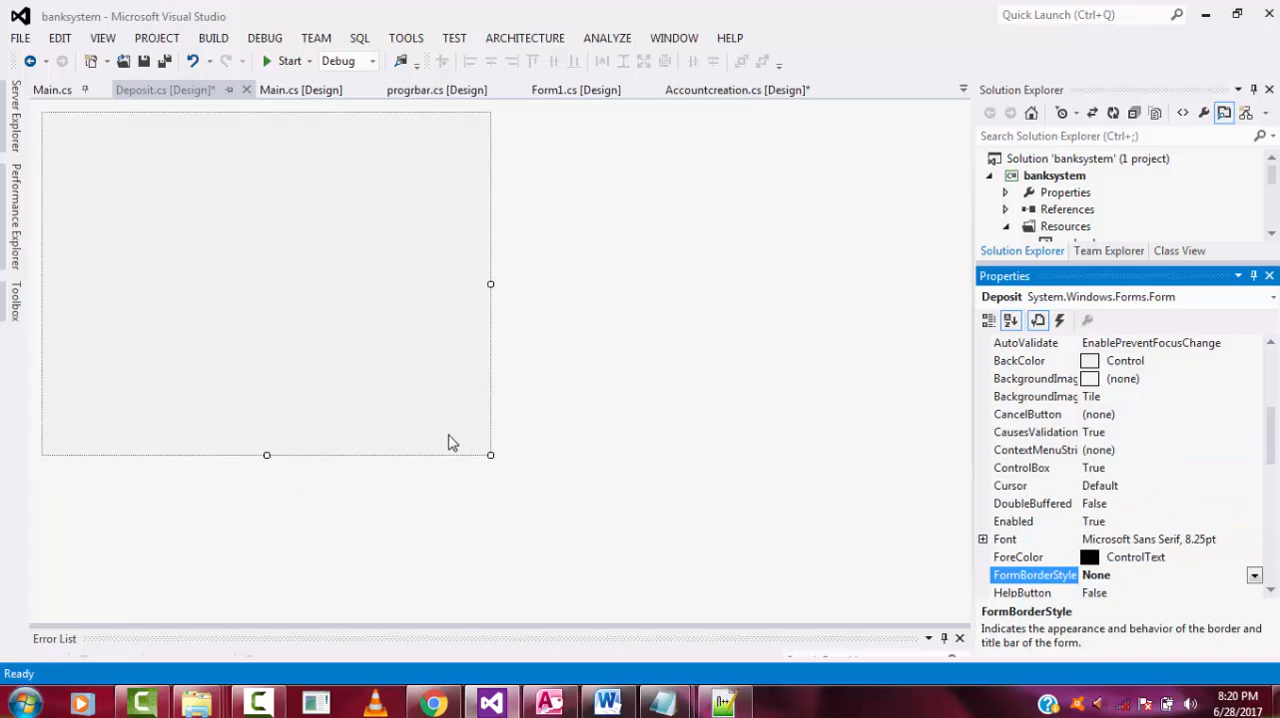 banksystem - Microsoft Visual Studio
Quick Launch (Ctrl+Q)
FILE EDIT VIEW PROJECT BUILD DEBUG TEAM SQL TOOLS TEST ARCHITECTURE ANALYZE WINDOW HELP
Start Debug
Main.cs Deposit.cs [Design]* Main.cs [Design] progrbar.cs [Design] Form1.cs [Design] Accountcreation.cs [Design]*
Server Explorer
Performance Explorer
Toolbox
Solution Explorer
Search Solution Explorer (Ctrl+;)
Solution 'banksystem' (1 project)
C# banksystem
Properties
References
Resources
Solution Explorer Team Explorer Class View
Properties
Deposit System.Windows.Forms.Form
AutoValidate EnablePreventFocusChange
BackColor Control
BackgroundImag (none)
BackgroundImag Tile
CancelButton (none)
CausesValidation True
ContextMenuStri (none)
ControlBox True
Cursor Default
DoubleBuffered False
Enabled True
Font Microsoft Sans Serif, 8.25pt
ForeColor ControlText
FormBorderStyle None
HelpButton False
FormBorderStyle
Indicates the appearance and behavior of the border and
title bar of the form.
Error List
Ready
8:20 PM
6/28/2017